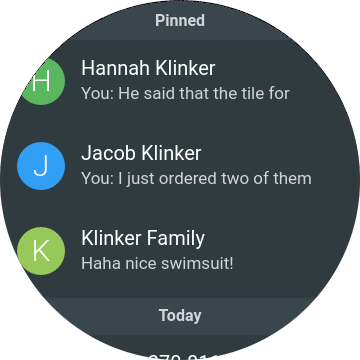 Pinned
H
Hannah Klinker
You: He said that the tile for
J
Jacob Klinker
You: I just ordered two of them
K
Klinker Family
Haha nice swimsuit!
Today